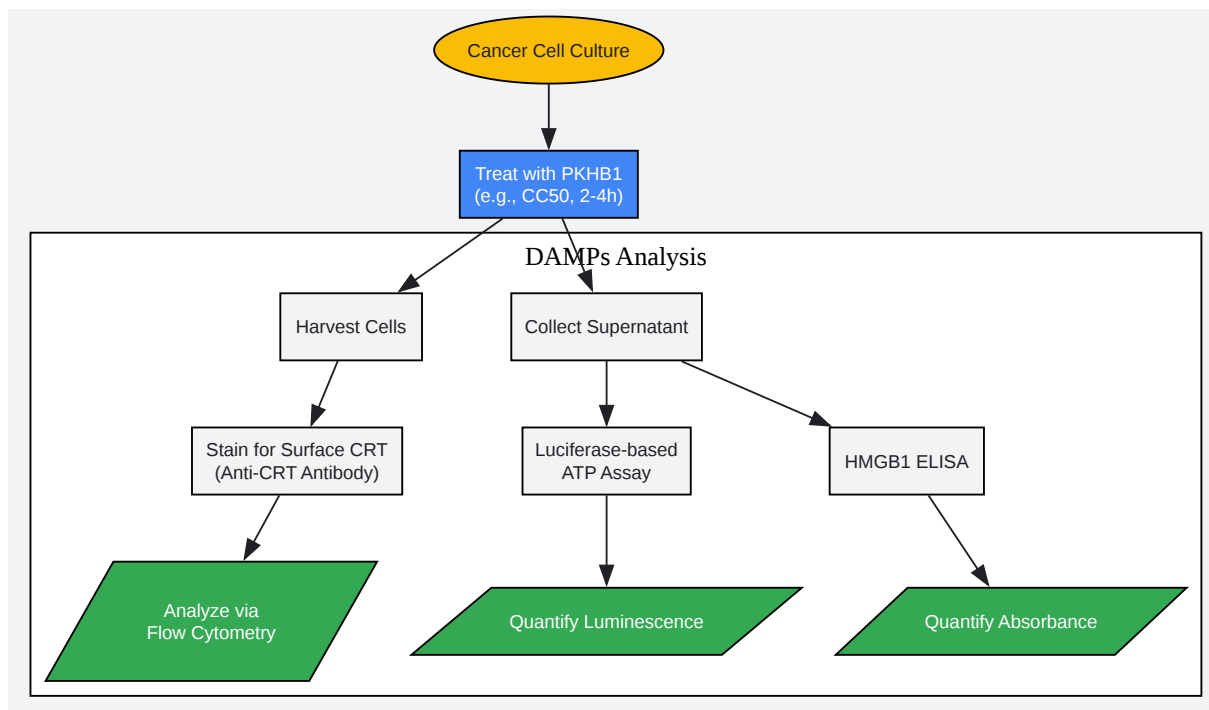 Cancer Cell Culture
Treat with PKHB1
(e.g., CC50, 2-4h)
DAMPs Analysis
Harvest Cells
Collect Supernatant
Stain for Surface CRT
(Anti-CRT Antibody)
Luciferase-based
ATP Assay
HMGB1 ELISA
Analyze via
Flow Cytometry
Quantify Luminescence
Quantify Absorbance